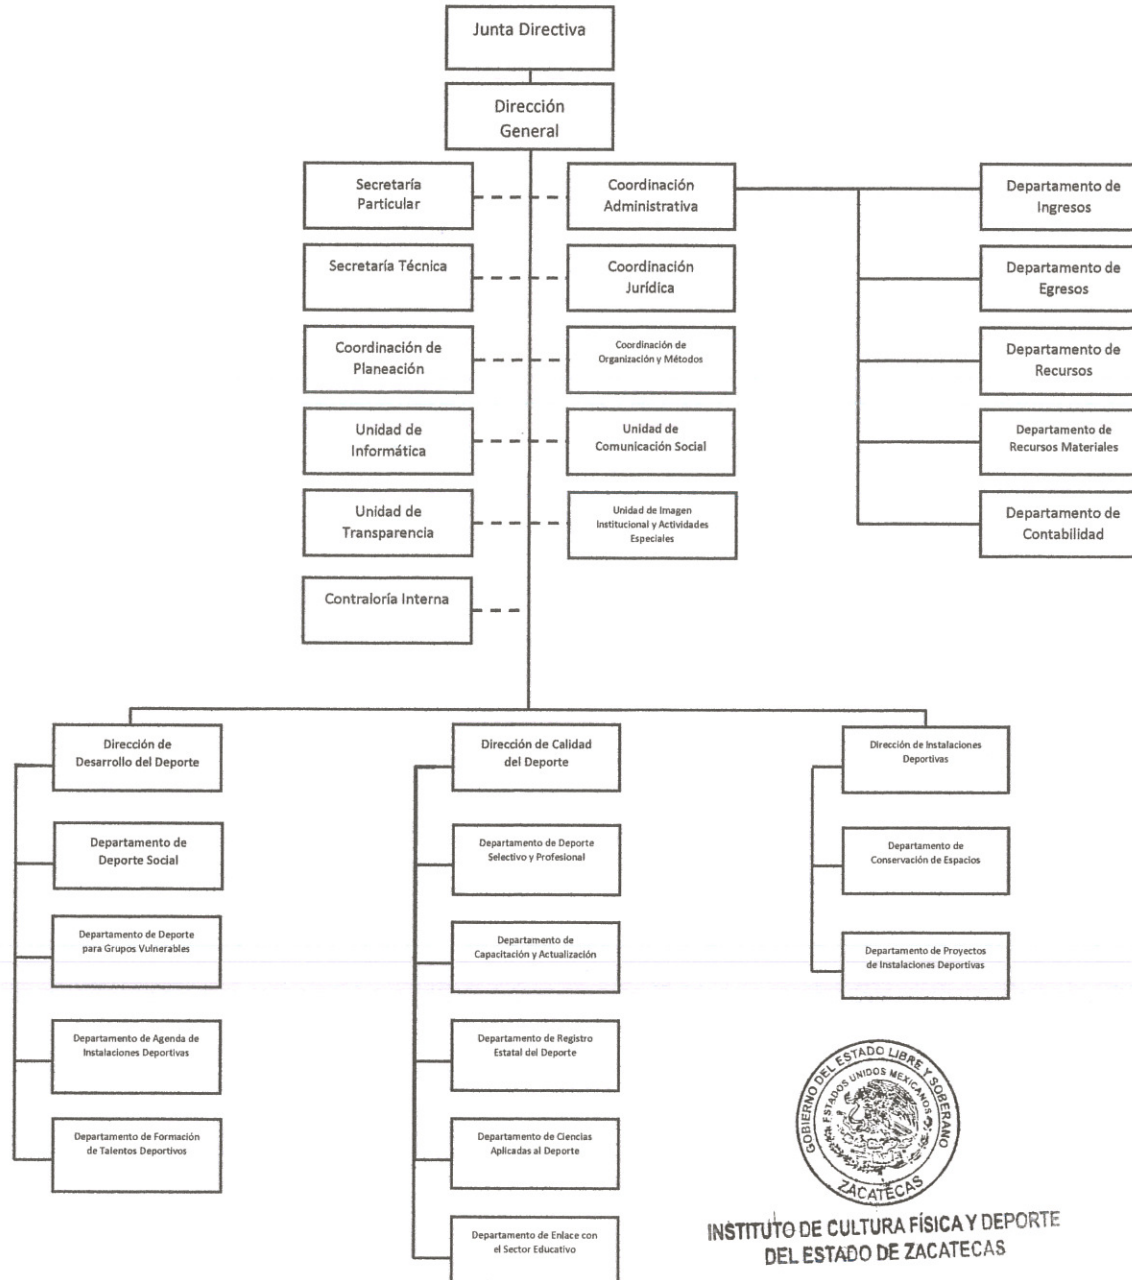 Junta Directiva
Dirección
General
Secretaría
Particular
Coordinación
Administrativa
Departamento de
Ingresos
Secretaría Técnica
Coordinación
Jurídica
Departamento de
Egresos
Coordinación de
Planeación
Coordinación de
Organización y Métodos
Departamento de
Recursos
Unidad de
Informática
Unidad de
Comunicación Social
Departamento de
Recursos Materiales
Unidad de
Transparencia
Unidad de Imagen
Institucional y Actividades
Especiales
Departamento de
Contabilidad
Contraloría Interna
Dirección de
Desarrollo del Deporte
Departamento de
Deporte Social
Departamento de Deporte
para Grupos Vulnerables
Departamento de Agenda de
Instalaciones Deportivas
Departamento de Formación
de Talentos Deportivos
Dirección de Calidad
del Deporte
Departamento de Deporte
Selectivo y Profesional
Departamento de
Capacitación y Actualización
Departamento de Registro
Estatal del Deporte
Departamento de Ciencias
Aplicadas al Deporte
Departamento de Enlace con
el Sector Educativo
Dirección de Instalaciones
Deportivas
Departamento de
Conservación de Espacios
Departamento de Proyectos
de Instalaciones Deportivas
GOBIERNO DEL ESTADO LIBRE Y SOBERANO
ESTADOS UNIDOS MEXICANOS
ZACATECAS
INSTITUTO DE CULTURA FÍSICA Y DEPORTE
DEL ESTADO DE ZACATECAS